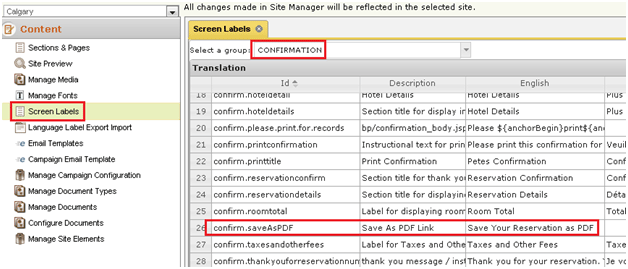 Calgary
All changes made in Site Manager will be reflected in the selected site.
Content
Sections & Pages
Site Preview
Manage Media
Manage Fonts
Screen Labels
Language Label Export Import
Email Templates
Campaign Email Template
Manage Campaign Configuration
Manage Document Types
Manage Documents
Configure Documents
Manage Site Elements
Screen Labels
Select a group: CONFIRMATION
Translation
Id Description English
18 confirm.hoteldetail Hotel Details Hotel Details Plus
19 confirm.hoteldetails Section title for display in Hotel Details Plus
20 confirm.please.print.for.records bp/confirmation_body.jsp Please ${anchorBegin}print${an
21 confirm.printconfirmation Instructional text for print Please print this confirmation for Veuil
22 confirm.printtitle Print Confirmation Petes Confirmation Confi
23 confirm.reservationconfirm Section title for thank yo Reservation Confirmation Confi
24 confirm.reservationdetails Section title for displaying Reservation Details Déta
25 confirm.roomtotal Label for displaying room Room Total Total
26 confirm.saveAsPDF Save As PDF Link Save Your Reservation as PDF
27 confirm.taxesandotherfees Label for Taxes and Othe Taxes and Other Fees Taxes
28 confirm.thankyouforreservationnun thank you message / inst Thank you for your reservation. Je v